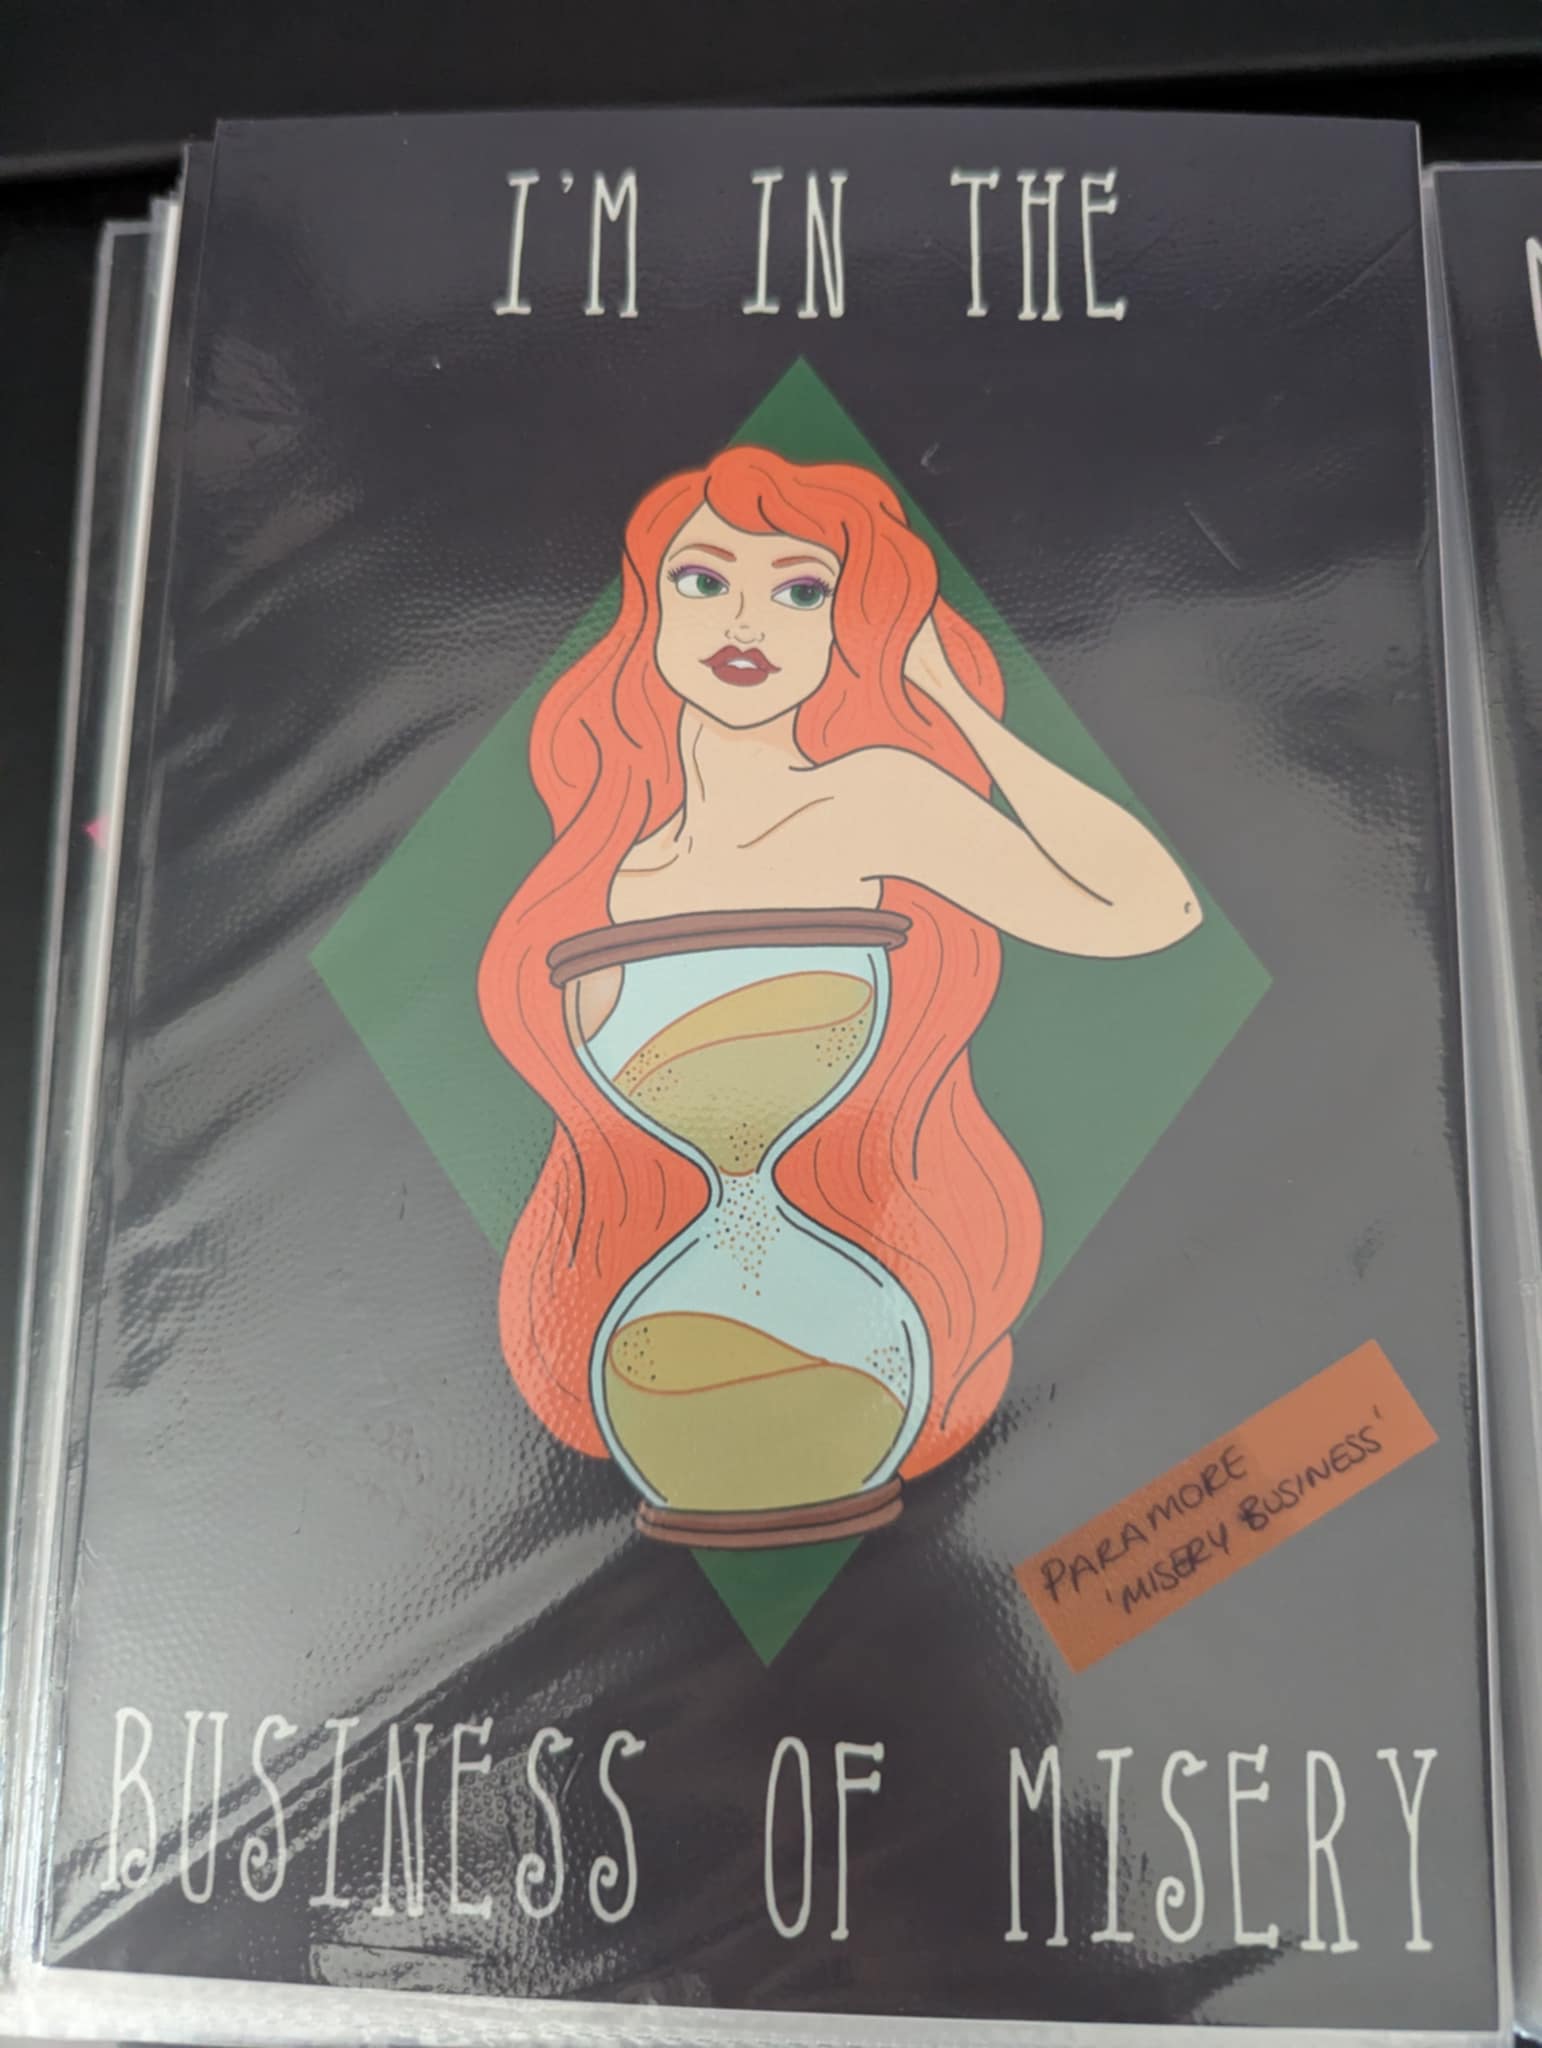 I'M IN THE
PARAMORE
'MISERY BUSINESS'
BUSINESS OF MISERY